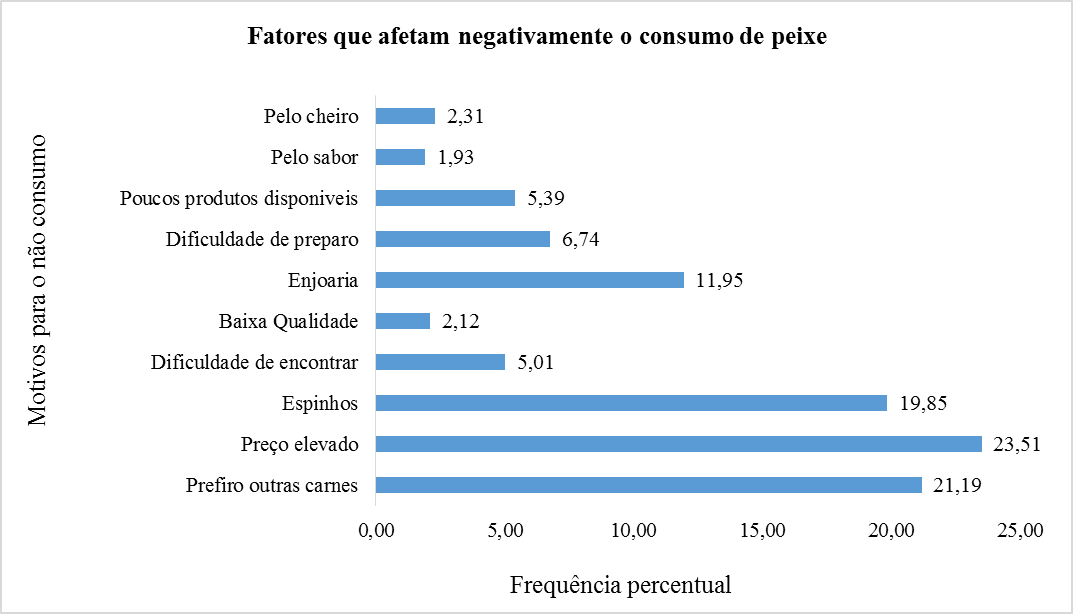 Fatores que afetam negativamente o consumo de peixe
Motivos para o não consumo
Pelo cheiro 2,31
Pelo sabor 1,93
Poucos produtos disponiveis 5,39
Dificuldade de preparo 6,74
Enjoaria 11,95
Baixa Qualidade 2,12
Dificuldade de encontrar 5,01
Espinhos 19,85
Preço elevado 23,51
Prefiro outras carnes 21,19
0,00 5,00 10,00 15,00 20,00 25,00
Frequência percentual